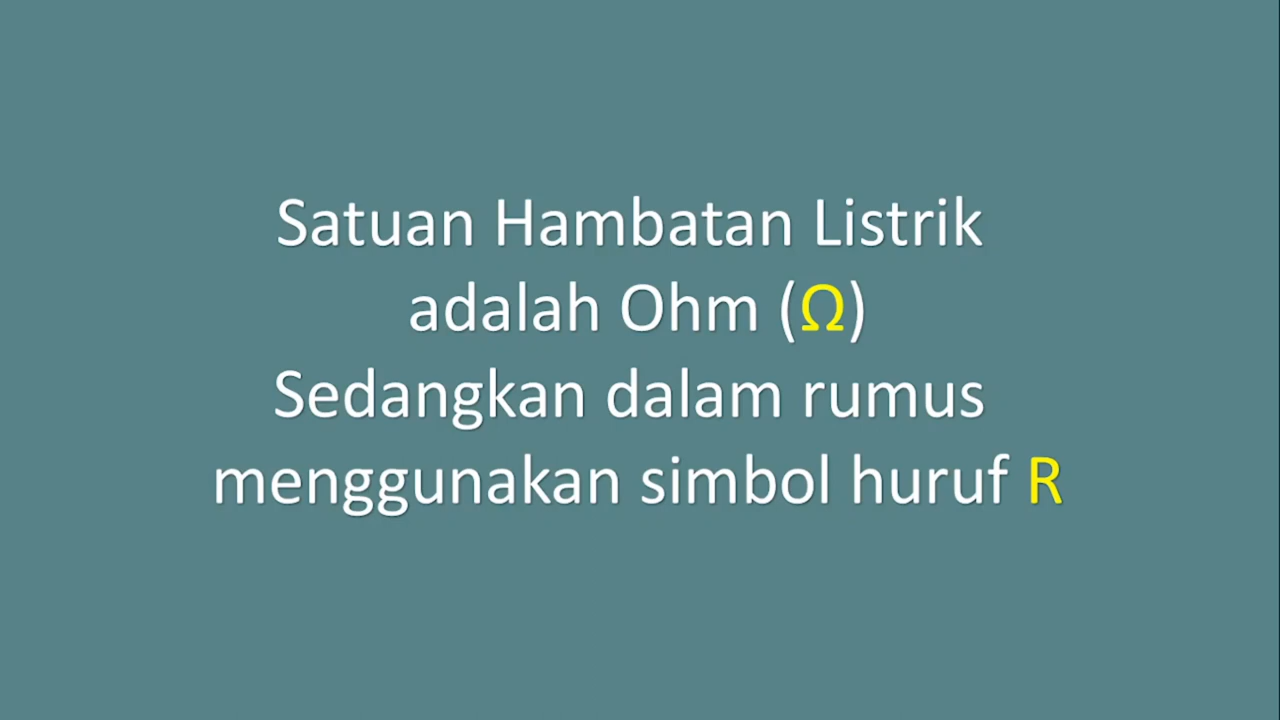 Satuan Hambatan Listrik
adalah Ohm (Ω)
Sedangkan dalam rumus
menggunakan simbol huruf R